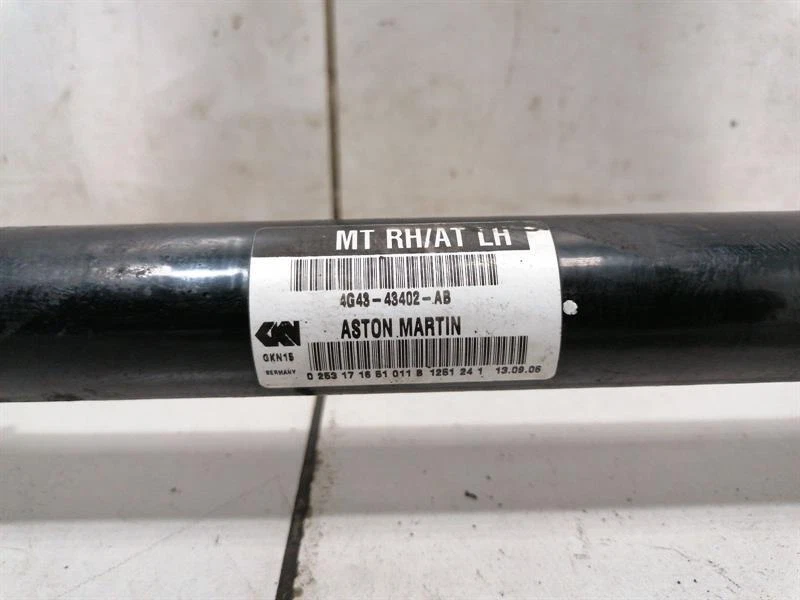 MT RH/AT LH
4G43-43402-AB
GKN ASTON MARTIN
GKN15
GERMANY 0 253 17 16 51 011 8 1251 24 1 13.09.06